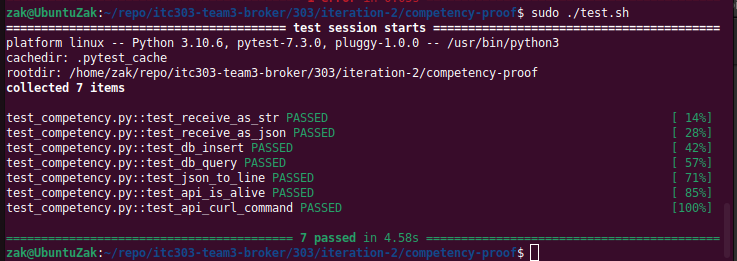 zak@UbuntuZak:~/repo/itc303-team3-broker/303/iteration-2/competency-proof$ sudo ./test.sh
======================================= test session starts ========================================
platform linux -- Python 3.10.6, pytest-7.3.0, pluggy-1.0.0 -- /usr/bin/python3
cachedir: .pytest_cache
rootdir: /home/zak/repo/itc303-team3-broker/303/iteration-2/competency-proof
collected 7 items
test_competency.py::test_receive_as_str PASSED [ 14%]
test_competency.py::test_receive_as_json PASSED [ 28%]
test_competency.py::test_db_insert PASSED [ 42%]
test_competency.py::test_db_query PASSED [ 57%]
test_competency.py::test_json_to_line PASSED [ 71%]
test_competency.py::test_api_is_alive PASSED [ 85%]
test_competency.py::test_api_curl_command PASSED [100%]
======================================== 7 passed in 4.58s =========================================
zak@UbuntuZak:~/repo/itc303-team3-broker/303/iteration-2/competency-proof$